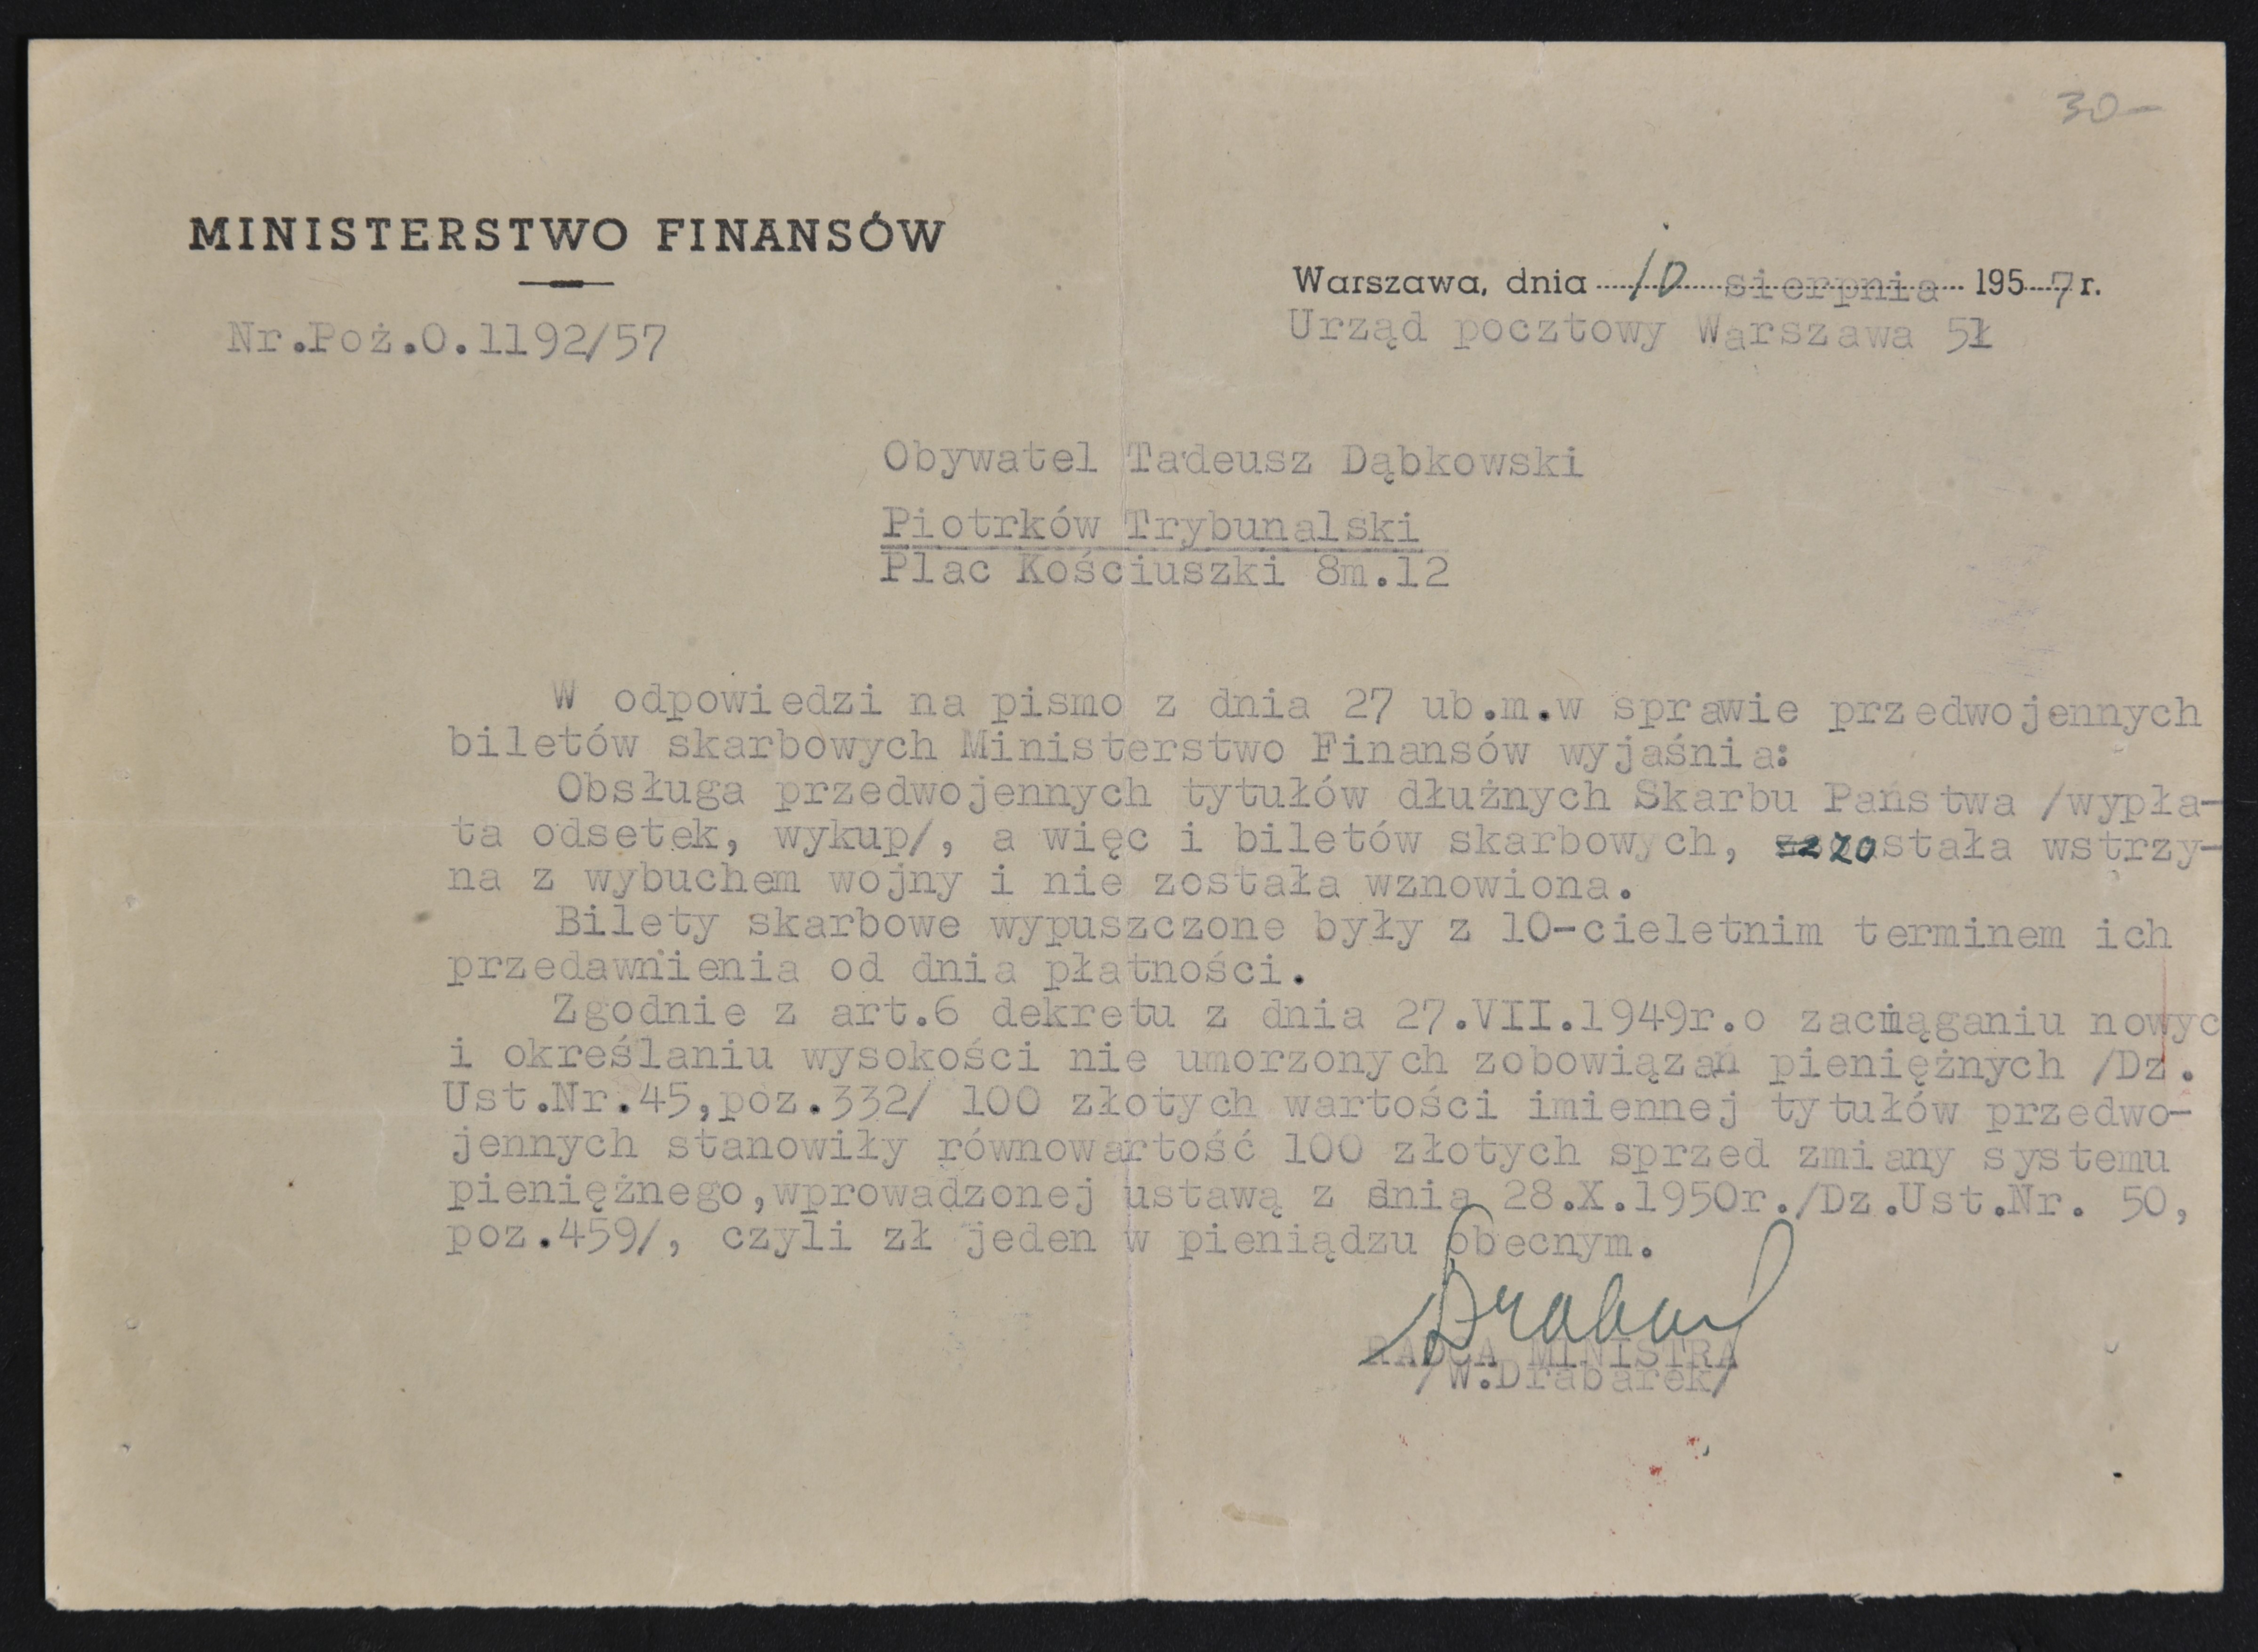 30-
MINISTERSTWO FINANSÓW
Warszawa, dnia 10 sierpnia 1957 r.
Nr.Poż.O.1192/57
Urząd pocztowy Warszawa 51
Obywatel Tadeusz Dąbkowski
Piotrków Trybunalski
Plac Kościuszki 8m.12
W odpowiedzi na pismo z dnia 27 ub.m.w sprawie przedwojennych
biletów skarbowych Ministerstwo Finansów wyjaśnia:
Obsługa przedwojennych tytułów dłużnych Skarbu Państwa /wypła-
ta odsetek, wykup/, a więc i biletów skarbowych, została wstrzy-
na z wybuchem wojny i nie została wznowiona.
Bilety skarbowe wypuszczone były z 10-cieletnim terminem ich
przedawnienia od dnia płatności.
Zgodnie z art.6 dekretu z dnia 27.VII.1949r.o zaciąganiu nowyc
i określaniu wysokości nie umorzonych zobowiązań pieniężnych /Dz.
Ust.Nr.45,poz.332/ 100 złotych wartości imiennej tytułów przedwo-
jennych stanowiły równowartość 100 złotych sprzed zmiany systemu
pieniężnego,wprowadzonej ustawą z dnia 28.X.1950r./Dz.Ust.Nr. 50,
poz.459/, czyli zł jeden w pieniądzu obecnym.
RADCA MINISTRA
/W.Drabarek/